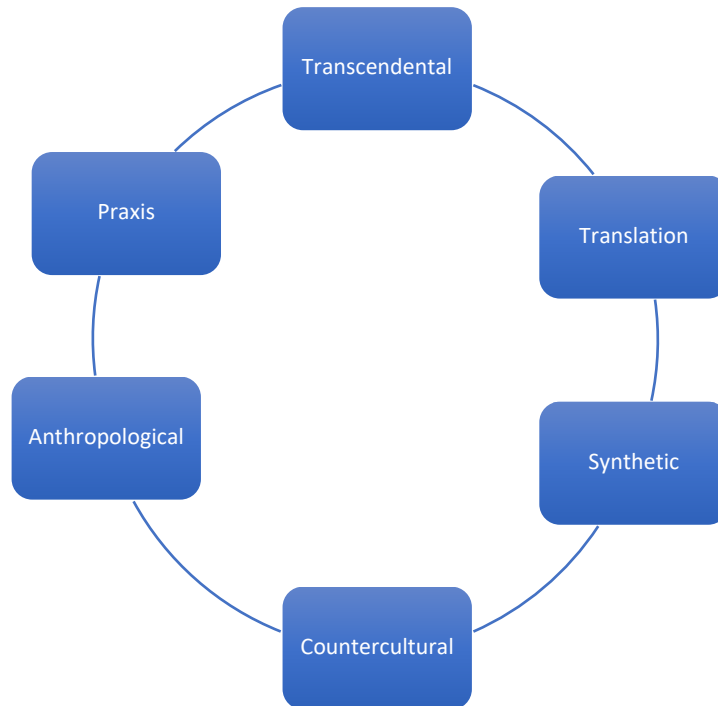 Transcendental
Translation
Synthetic
Countercultural
Anthropological
Praxis